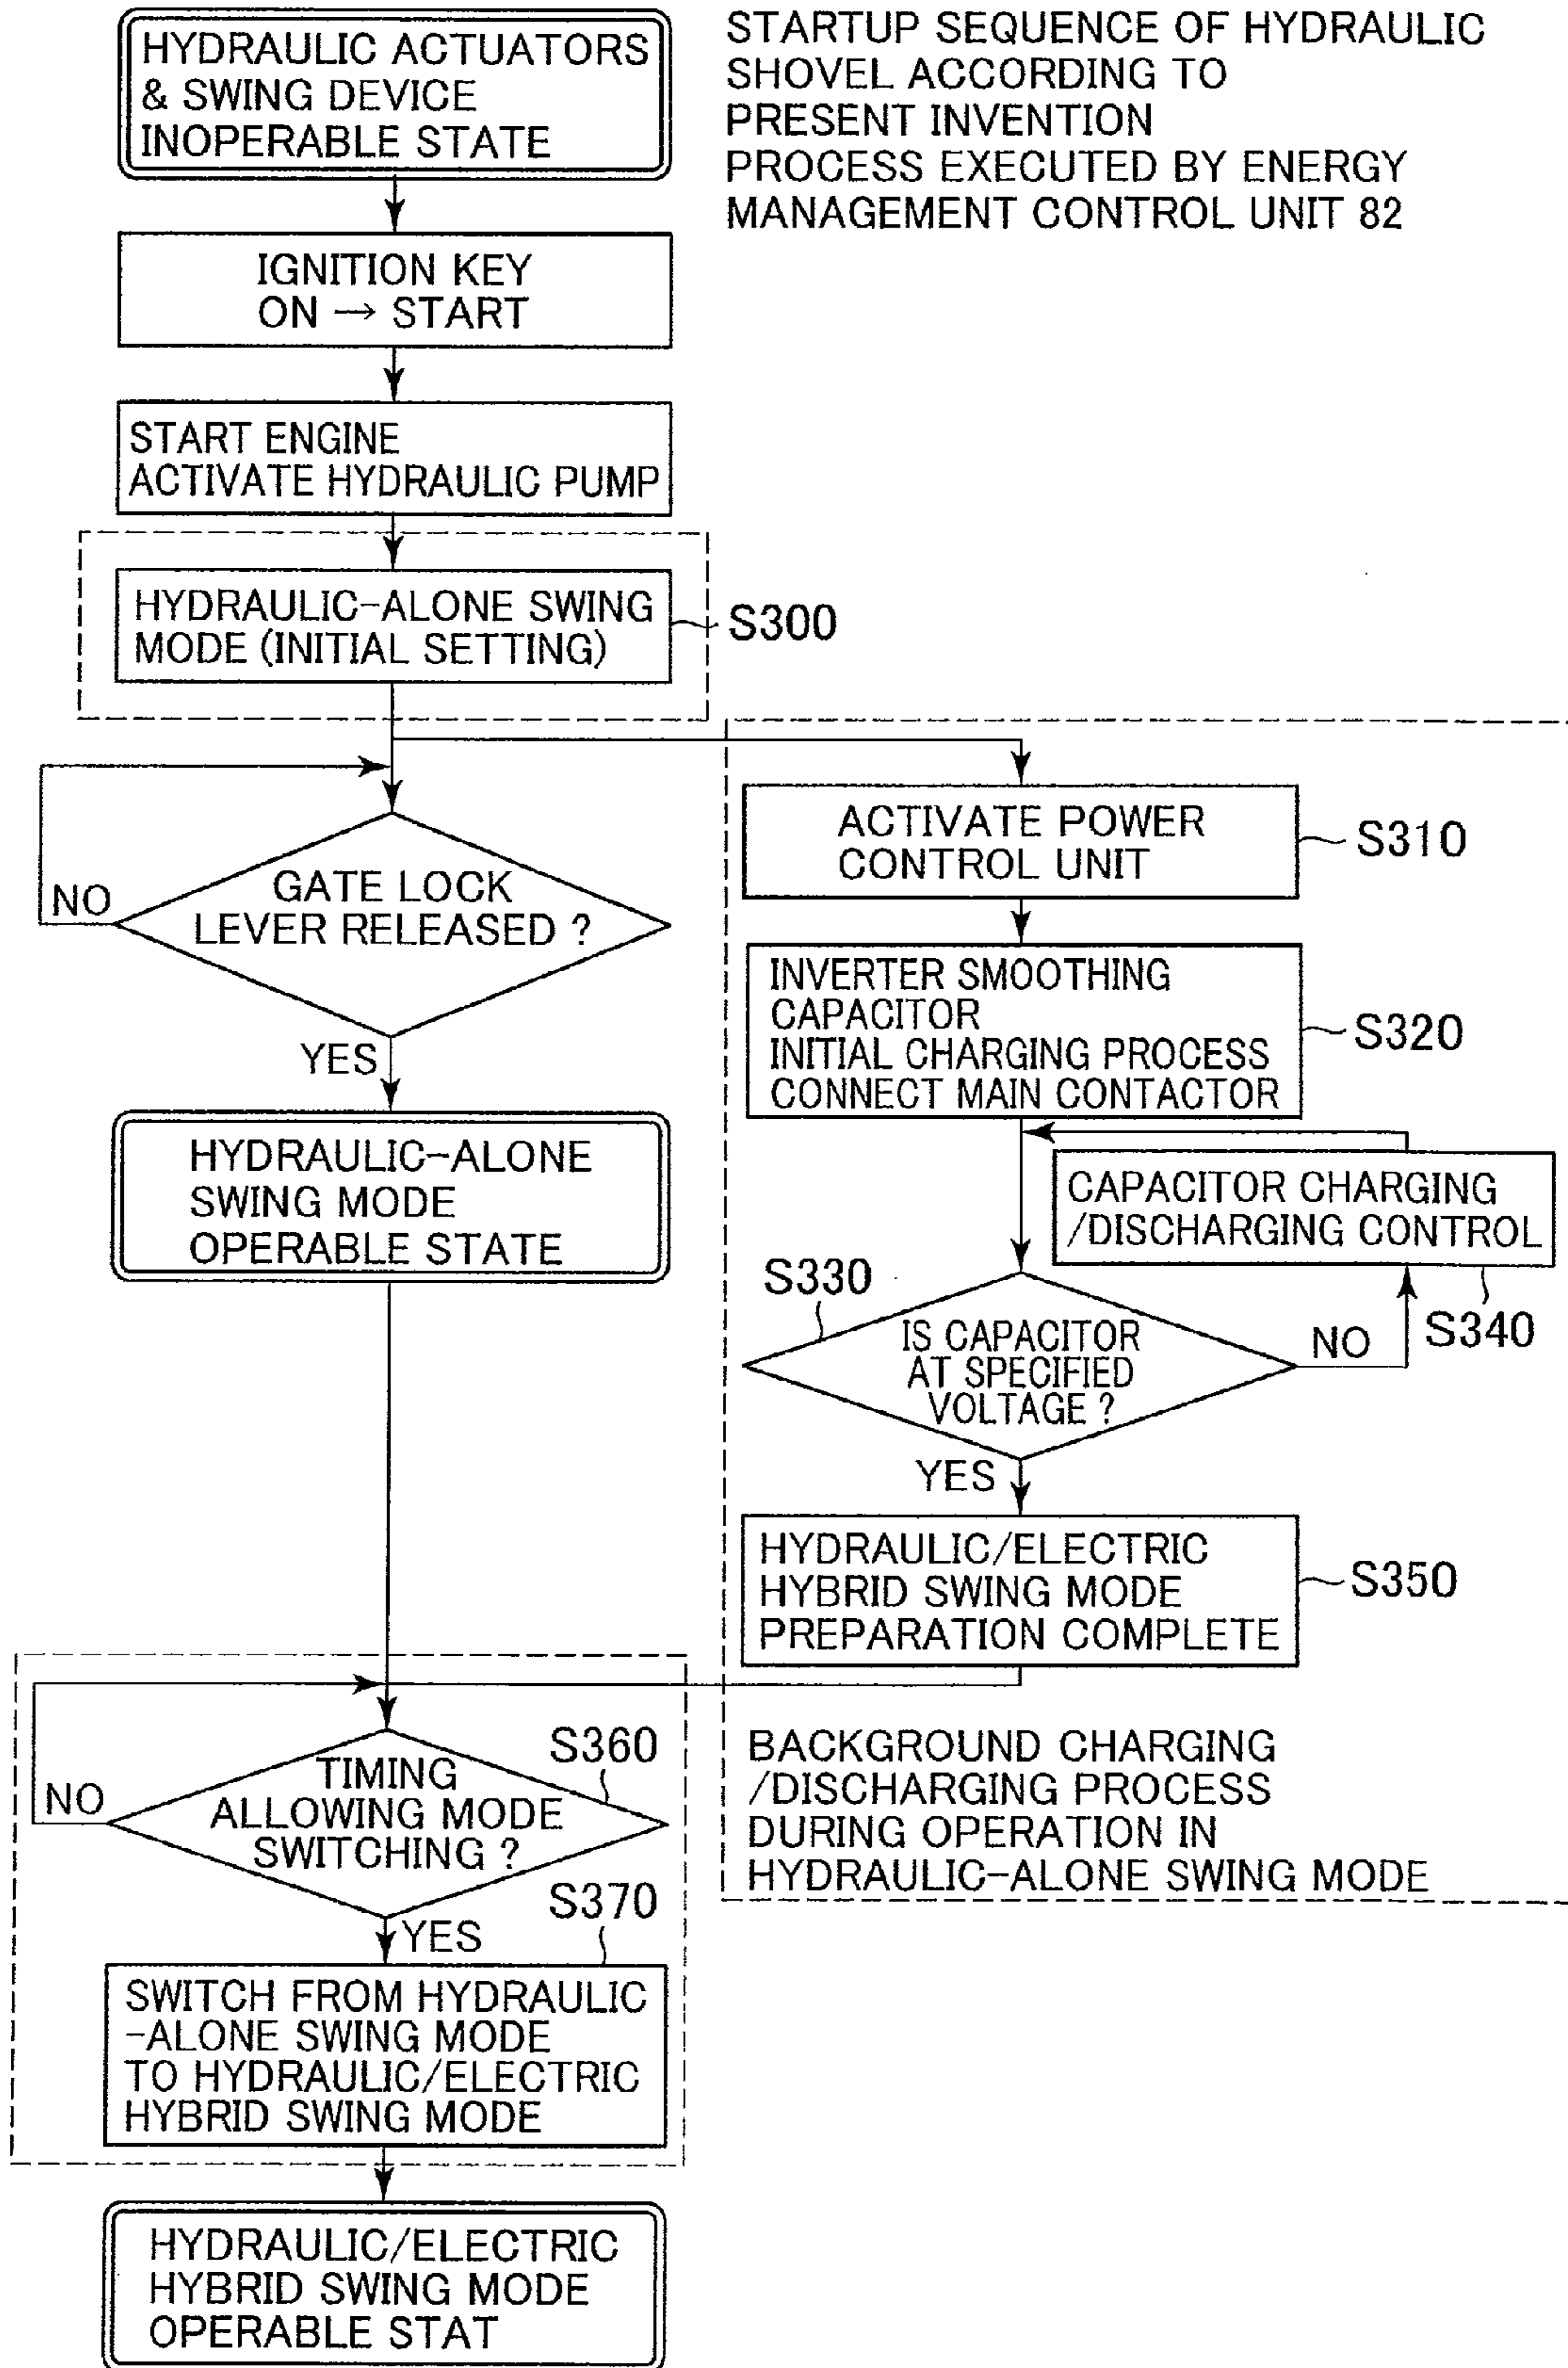 HYDRAULIC ACTUATORS
& SWING DEVICE
INOPERABLE STATE
STARTUP SEQUENCE OF HYDRAULIC
SHOVEL ACCORDING TO
PRESENT INVENTION
PROCESS EXECUTED BY ENERGY
MANAGEMENT CONTROL UNIT 82
IGNITION KEY
ON → START
START ENGINE
ACTIVATE HYDRAULIC PUMP
HYDRAULIC-ALONE SWING
MODE (INITIAL SETTING)
S300
GATE LOCK
LEVER RELEASED ?
NO
YES
HYDRAULIC-ALONE
SWING MODE
OPERABLE STATE
ACTIVATE POWER
CONTROL UNIT
S310
INVERTER SMOOTHING
CAPACITOR
INITIAL CHARGING PROCESS
CONNECT MAIN CONTACTOR
S320
CAPACITOR CHARGING
/DISCHARGING CONTROL
S340
S330
IS CAPACITOR
AT SPECIFIED
VOLTAGE ?
NO
YES
HYDRAULIC/ELECTRIC
HYBRID SWING MODE
PREPARATION COMPLETE
S350
BACKGROUND CHARGING
/DISCHARGING PROCESS
DURING OPERATION IN
HYDRAULIC-ALONE SWING MODE
S360
TIMING
ALLOWING MODE
SWITCHING ?
NO
YES
S370
SWITCH FROM HYDRAULIC
-ALONE SWING MODE
TO HYDRAULIC/ELECTRIC
HYBRID SWING MODE
HYDRAULIC/ELECTRIC
HYBRID SWING MODE
OPERABLE STAT